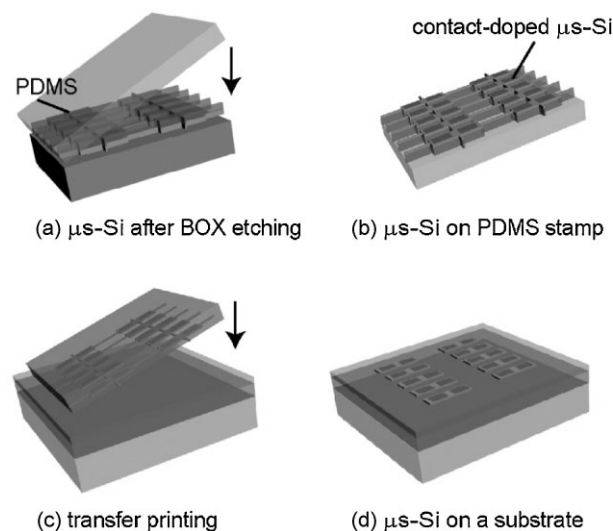 PDMS
contact-doped μs-Si
(a) μs-Si after BOX etching
(b) μs-Si on PDMS stamp
(c) transfer printing
(d) μs-Si on a substrate